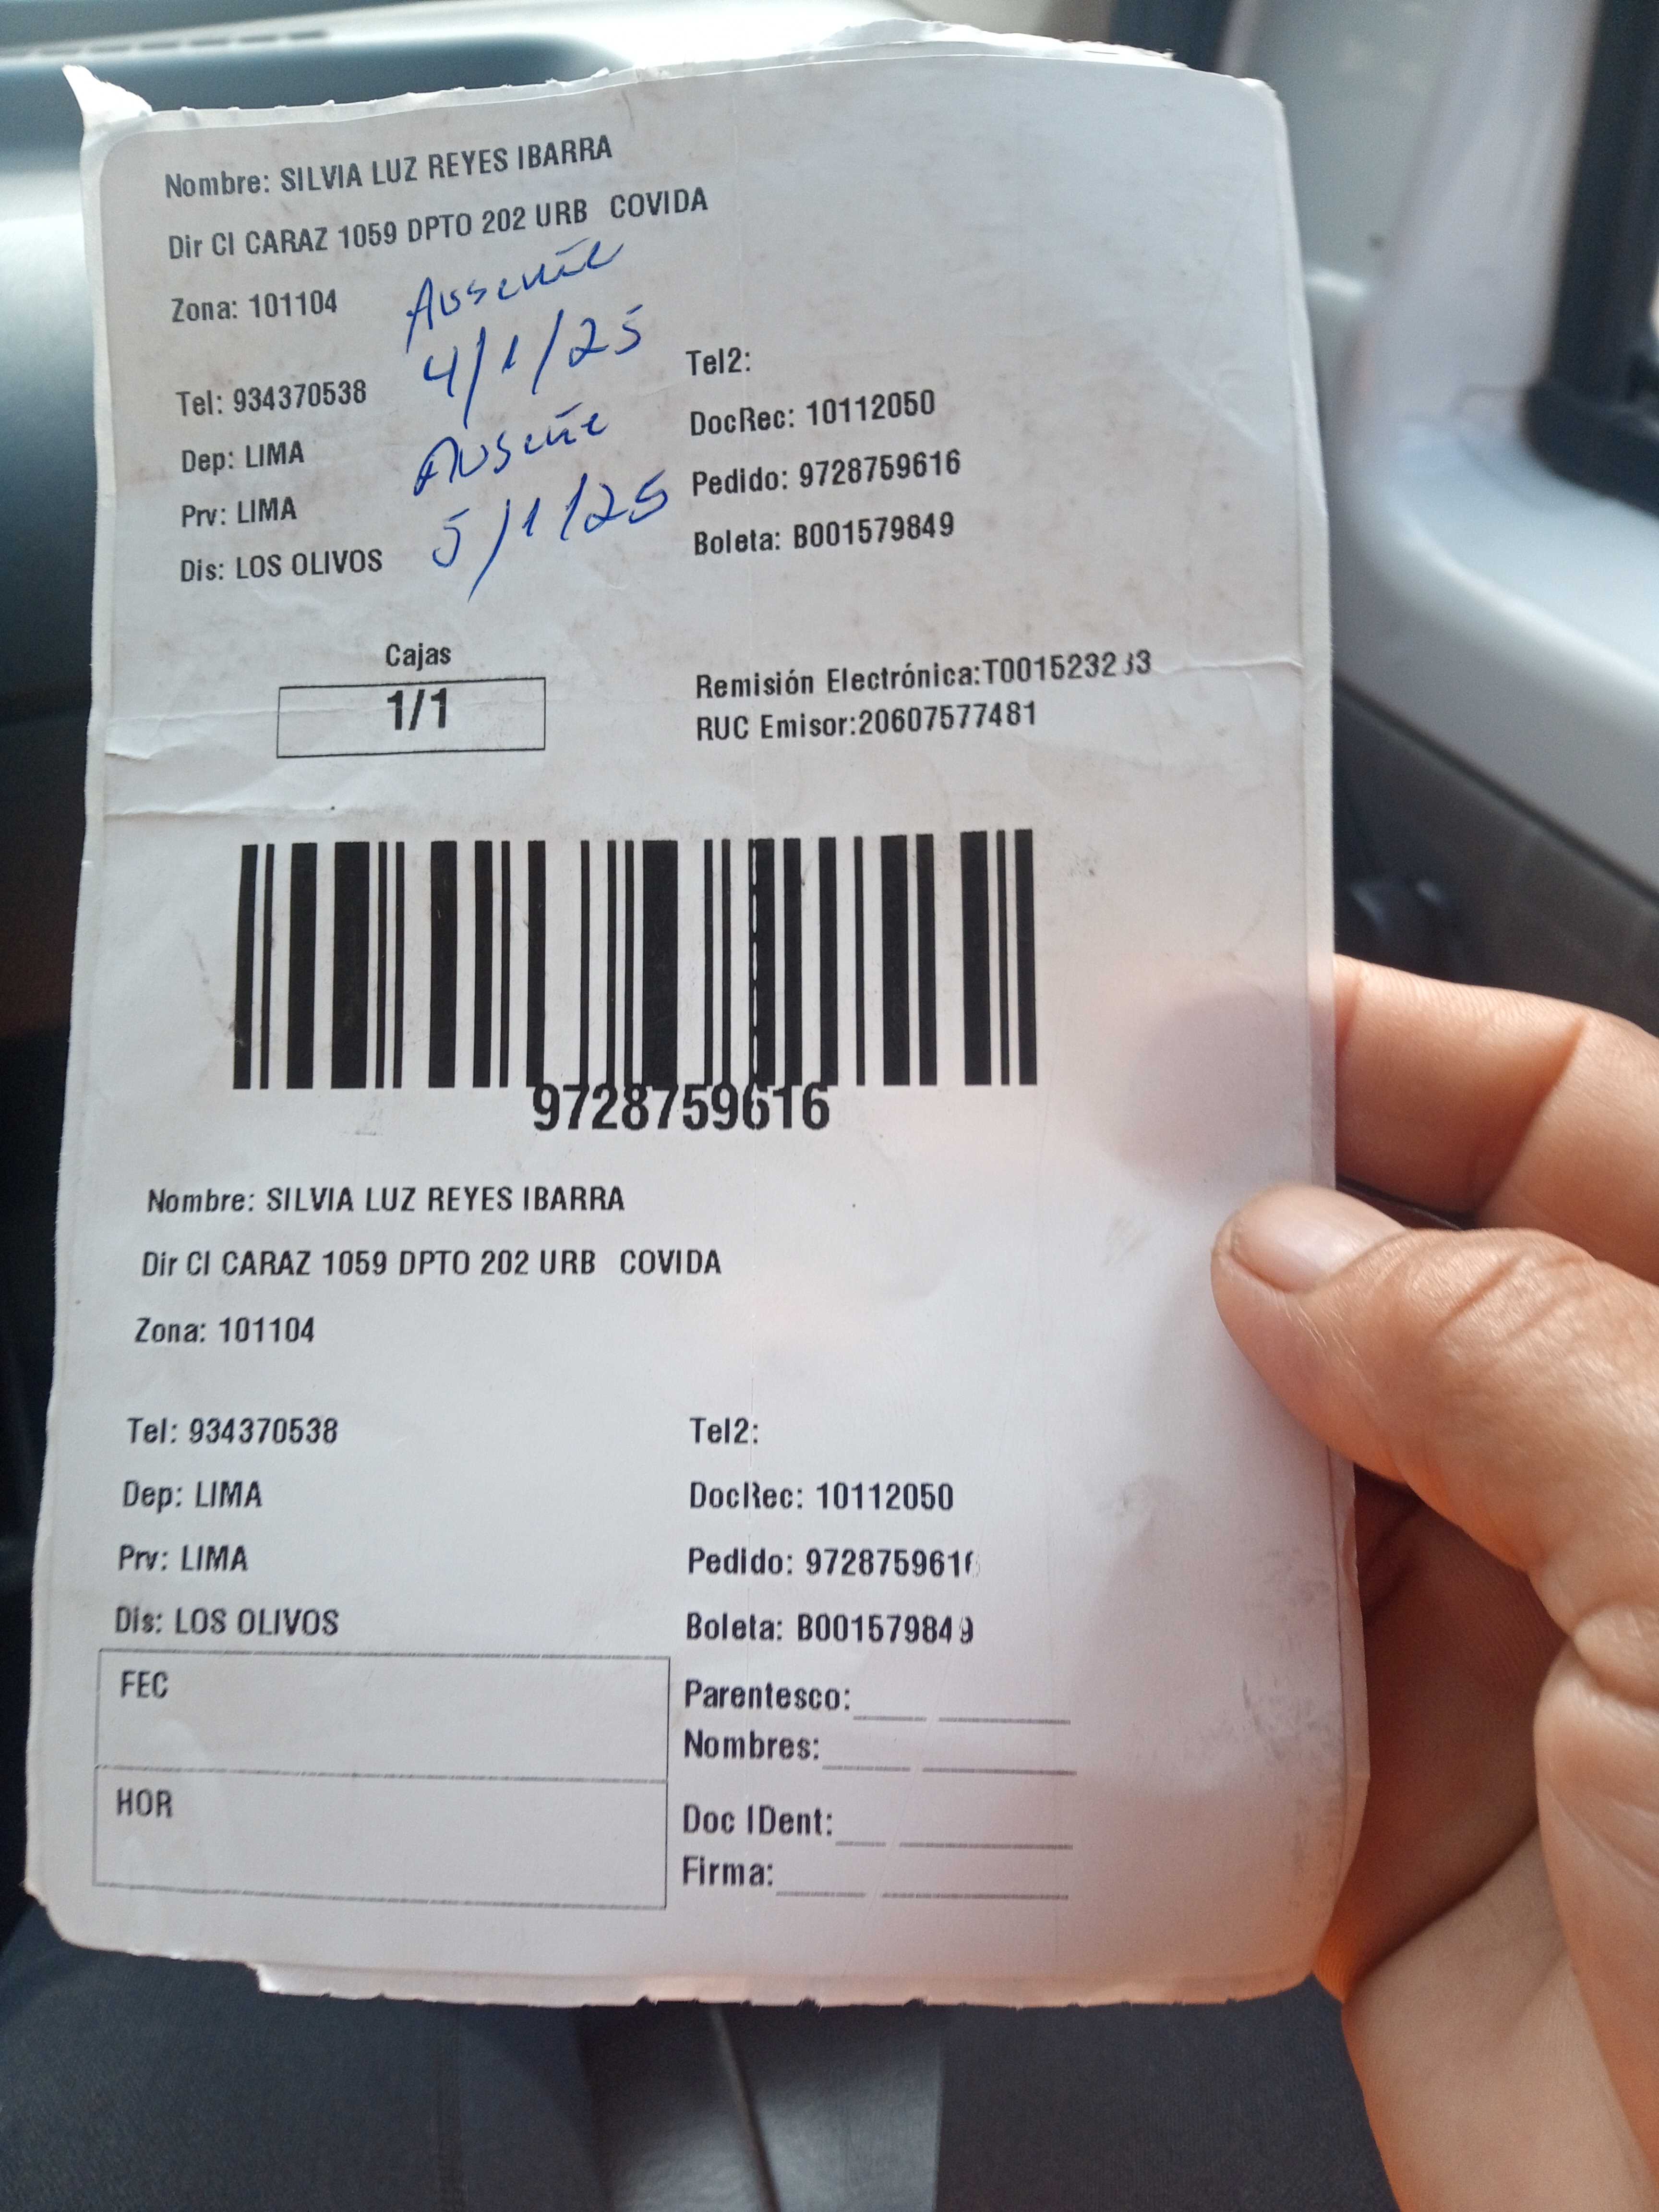 Nombre: SILVIA LUZ REYES IBARRA
Dir Cl CARAZ 1059 DPTO 202 URB COVIDA
Zona: 101104
Ausente
4/1/25
Tel: 934370538
Tel2:
Dep: LIMA
DocRec: 10112050
Ausente
Prv: LIMA
Pedido: 9728759616
5/1/25
Dis: LOS OLIVOS
Boleta: B001579849
Cajas
1/1
Remisión Electrónica:
RUC Emisor:20607577481
9728759616
Nombre: SILVIA LUZ REYES IBARRA
Dir Cl CARAZ 1059 DPTO 202 URB COVIDA
Zona: 101104
Tel: 934370538
Tel2:
Dep: LIMA
DocRec: 10112050
Prv: LIMA
Pedido: 9728759616
Dis: LOS OLIVOS
Boleta: B001579849
FEC
Parentesco:
Nombres:
HOR
Doc IDent:
Firma: